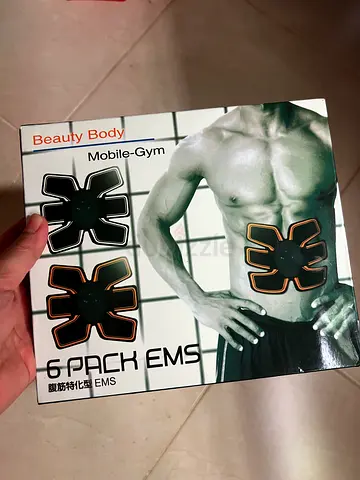 Beauty Body
Mobile-Gym
6 PACK EMS
腹筋特化型 EMS